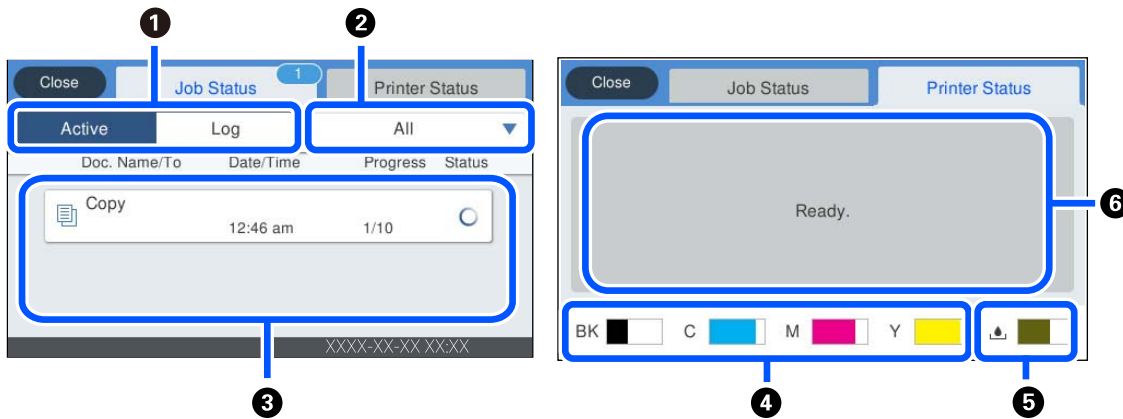 1
2
Close
Job Status
1
Printer Status
Active
Log
All
Doc. Name/To
Date/Time
Progress
Status
Copy
12:46 am
1/10
XXXX-XX-XX XX:XX
3
Close
Job Status
Printer Status
Ready.
6
BK
C
M
Y
4
5